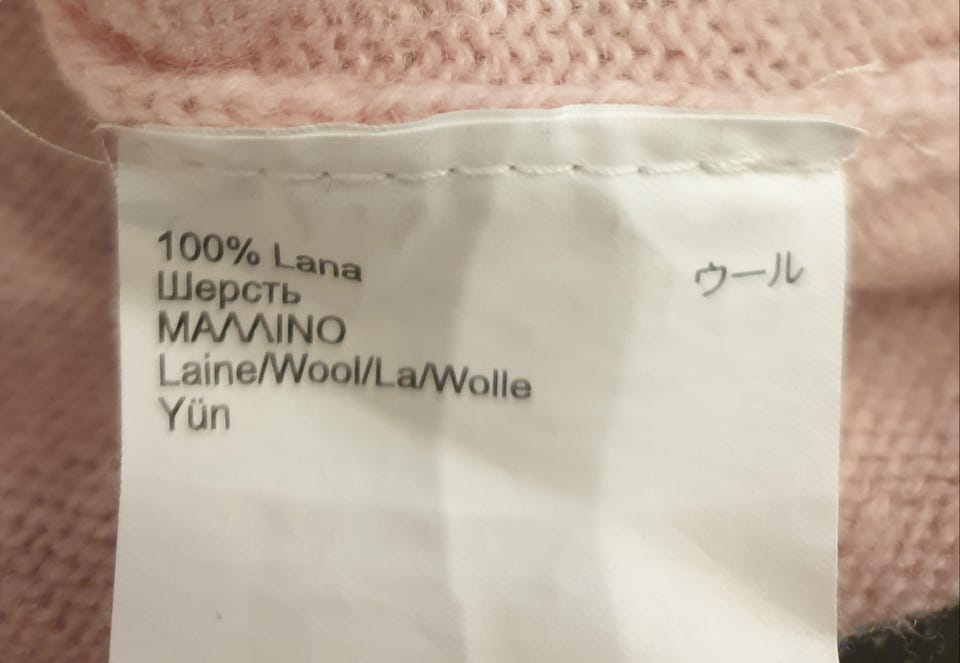 100% Lana
ウール
Шерсть
ΜΑΛΛΙΝΟ
Laine/Wool/La/Wolle
Yün